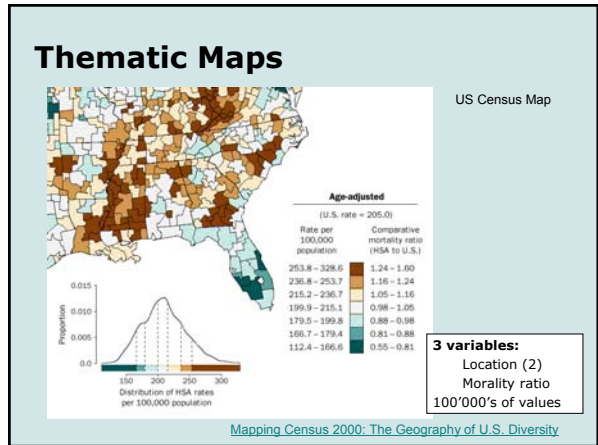 Thematic Maps
US Census Map
Age-adjusted
(U.S. rate = 205.0)
Rate per
100,000
population
Comparative
mortality ratio
(HSA to U.S.)
253.8 – 328.6 1.24 – 1.60
236.8 – 253.7 1.16 – 1.24
215.2 – 236.7 1.05 – 1.16
199.9 – 215.1 0.98 – 1.05
179.5 – 199.8 0.88 – 0.98
166.7 – 179.4 0.81 – 0.88
112.4 – 166.6 0.55 – 0.81
Proportion
0.015
0.010
0.005
0.0
150 200 250 300
Distribution of HSA rates
per 100,000 population
3 variables:
Location (2)
Morality ratio
100'000's of values
Mapping Census 2000: The Geography of U.S. Diversity